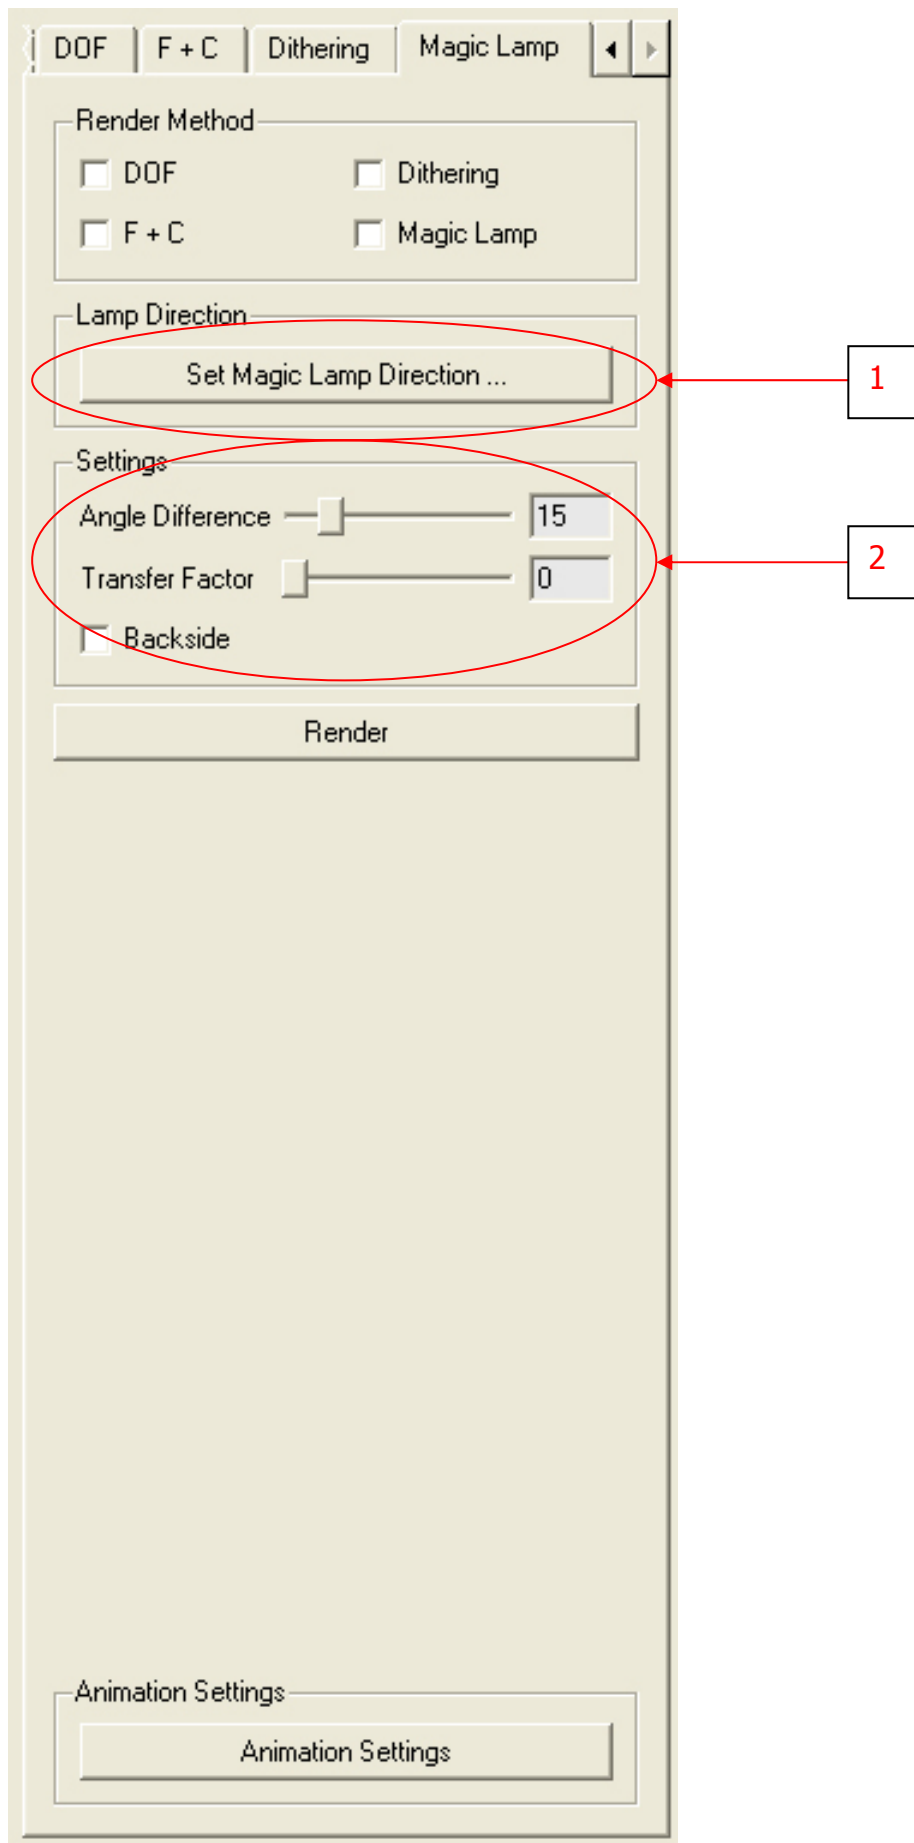 DOF F + C Dithering Magic Lamp
Render Method
DOF Dithering
F + C Magic Lamp
Lamp Direction
Set Magic Lamp Direction ...
1
Settings
Angle Difference 15
2
Transfer Factor 0
Backside
Render
Animation Settings
Animation Settings